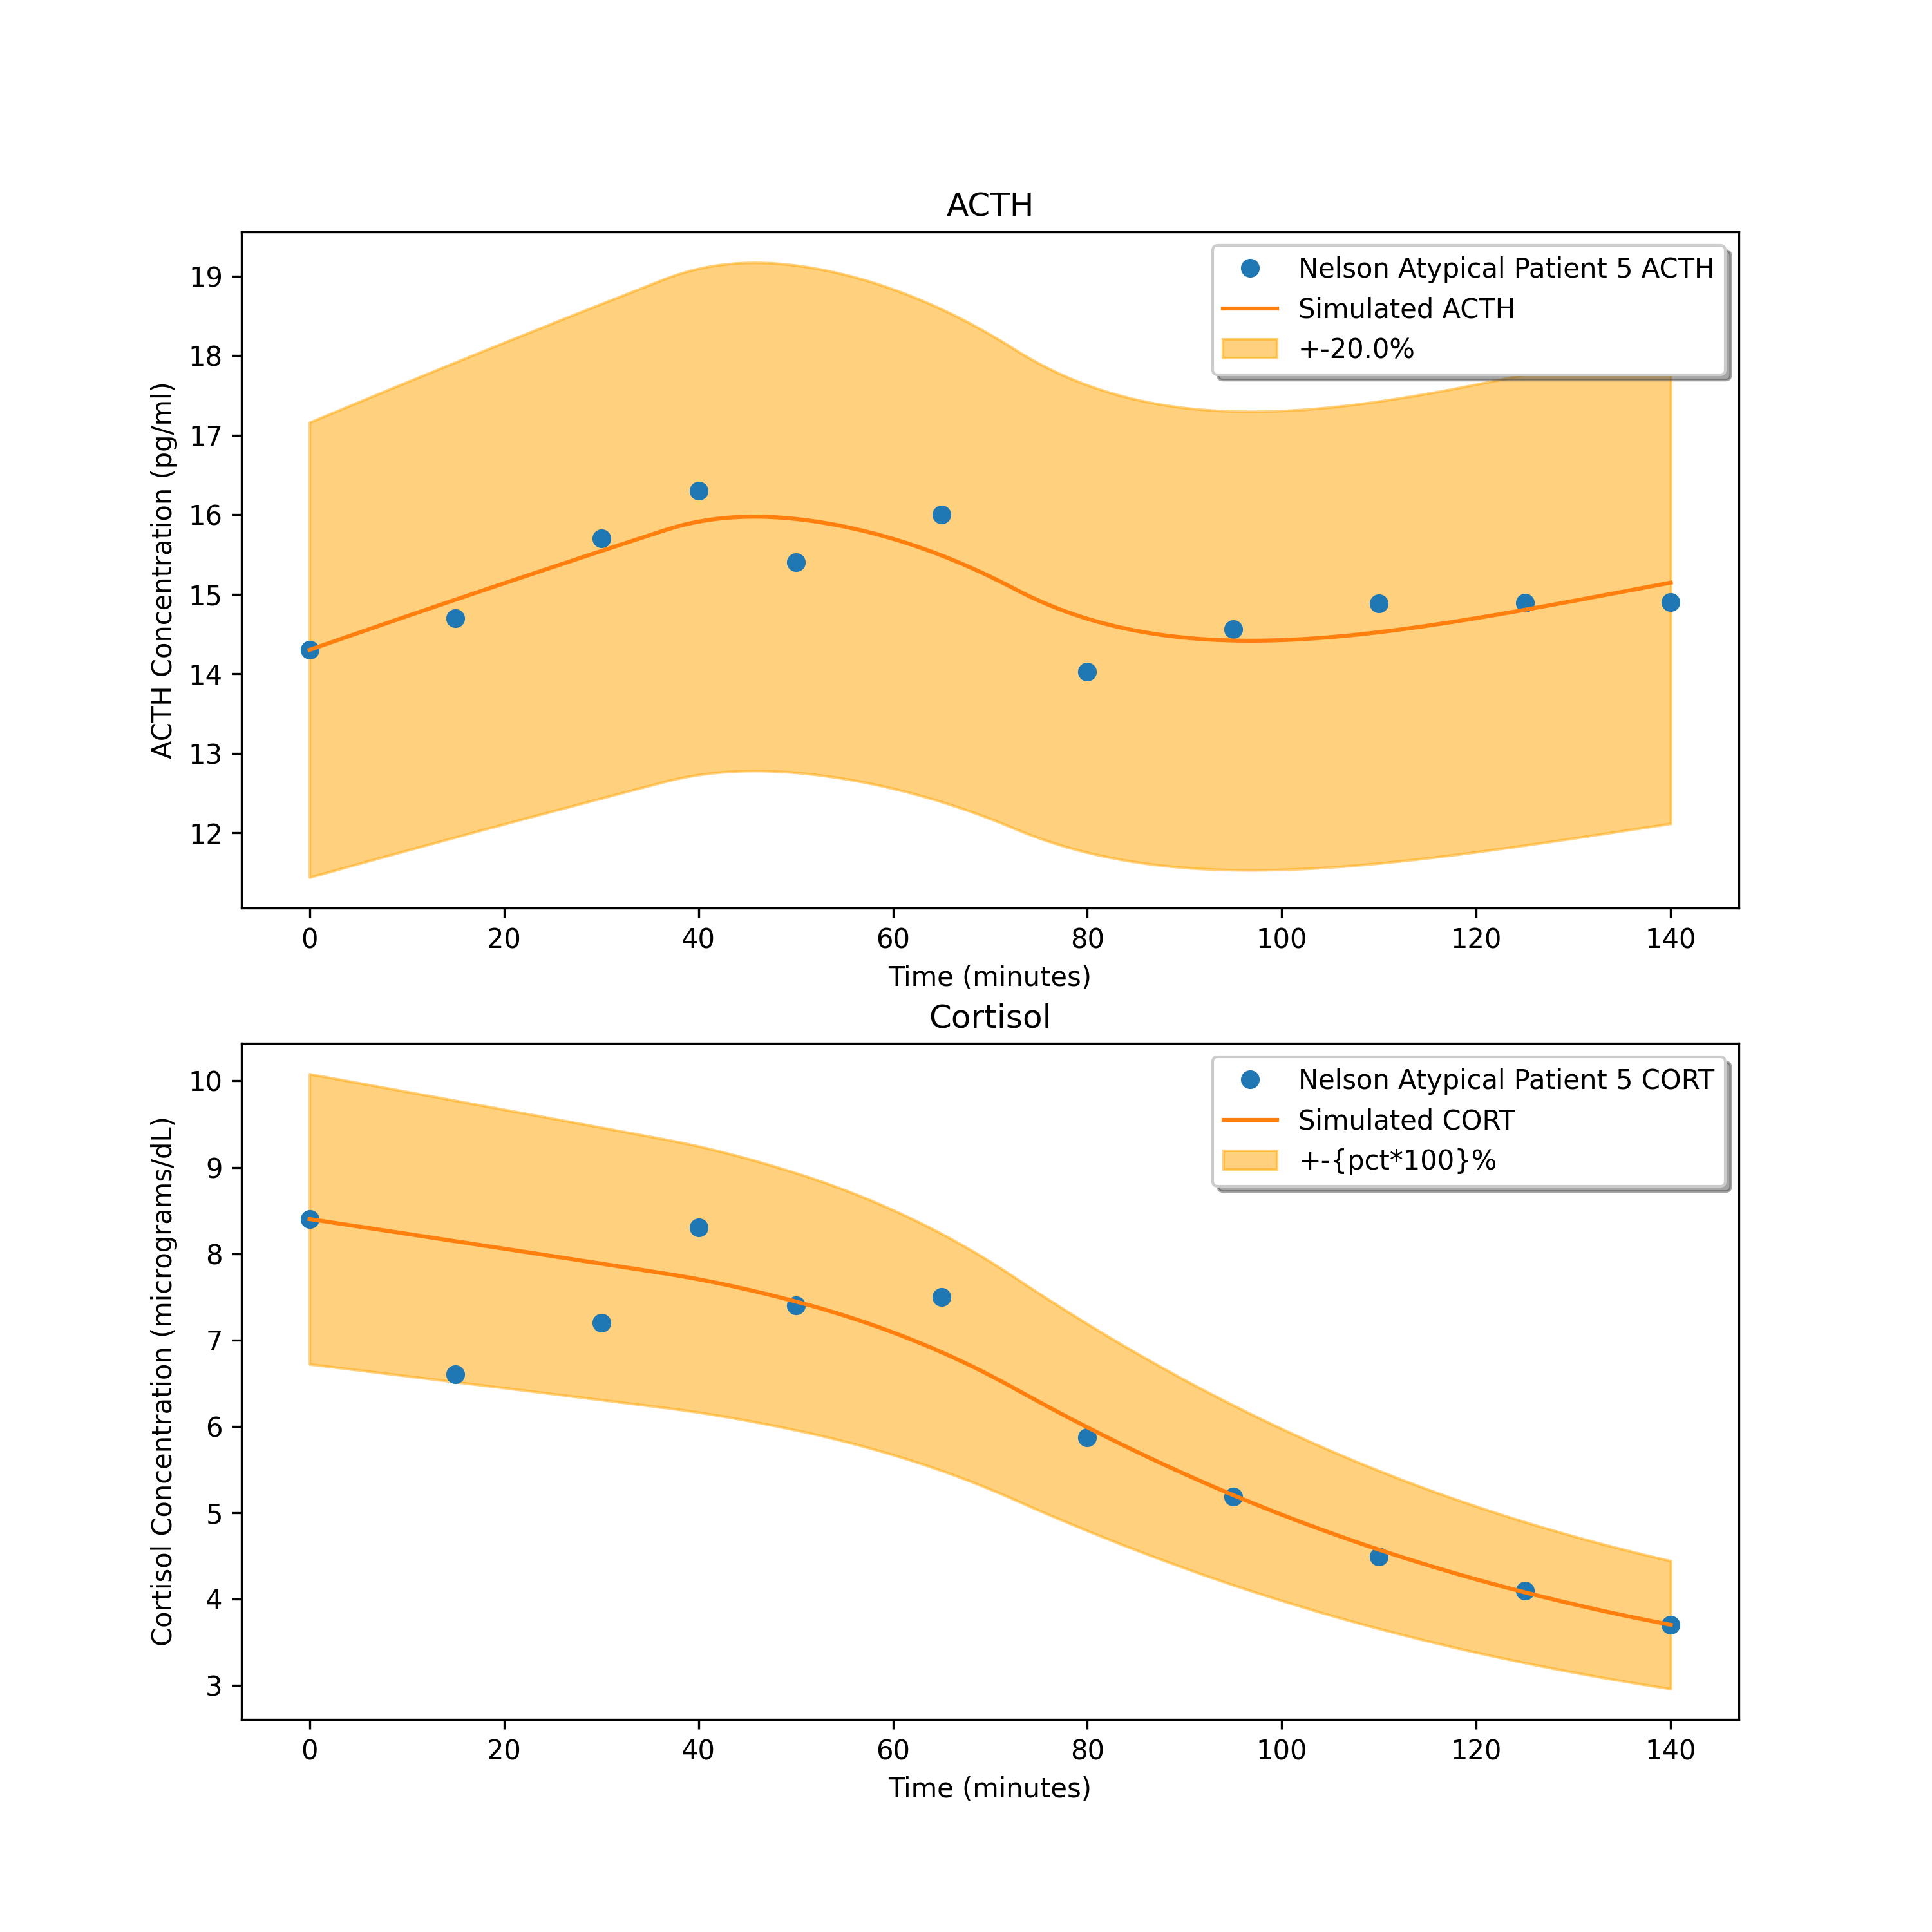 ACTH
Nelson Atypical Patient 5 ACTH
Simulated ACTH
+-20.0%
19
18
17
16
15
14
13
12
ACTH Concentration (pg/ml)
0 20 40 60 80 100 120 140
Time (minutes)
Cortisol
Nelson Atypical Patient 5 CORT
Simulated CORT
+-{pct*100}%
10
9
8
7
6
5
4
3
Cortisol Concentration (micrograms/dL)
0 20 40 60 80 100 120 140
Time (minutes)